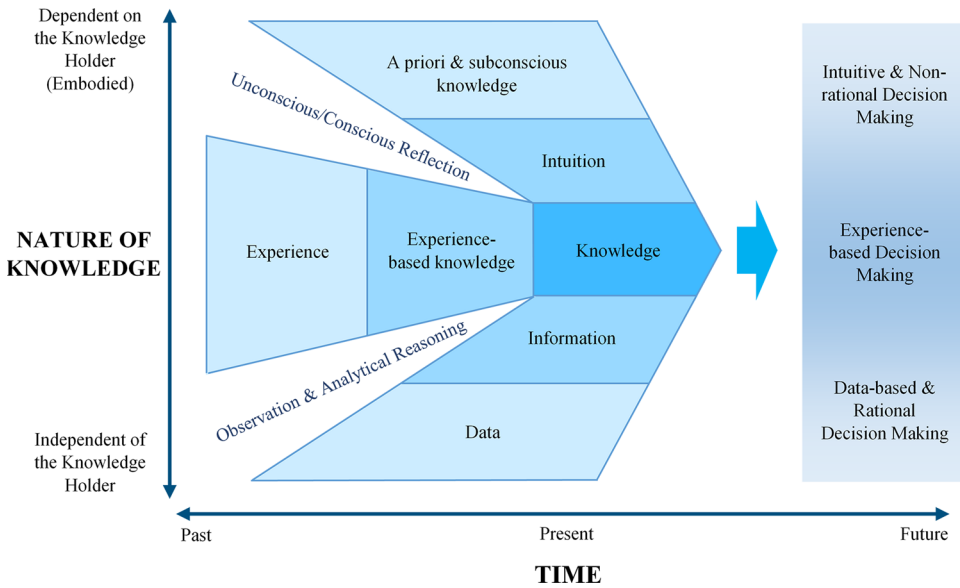 Dependent on
the Knowledge
Holder
(Embodied)
NATURE OF
KNOWLEDGE
Independent of
the Knowledge
Holder
Unconscious/Conscious Reflection
A priori & subconscious
knowledge
Intuition
Experience
Experience-
based knowledge
Knowledge
Observation & Analytical Reasoning
Information
Data
Intuitive & Non-
rational Decision
Making
Experience-
based Decision
Making
Data-based &
Rational
Decision Making
Past
Present
Future
TIME